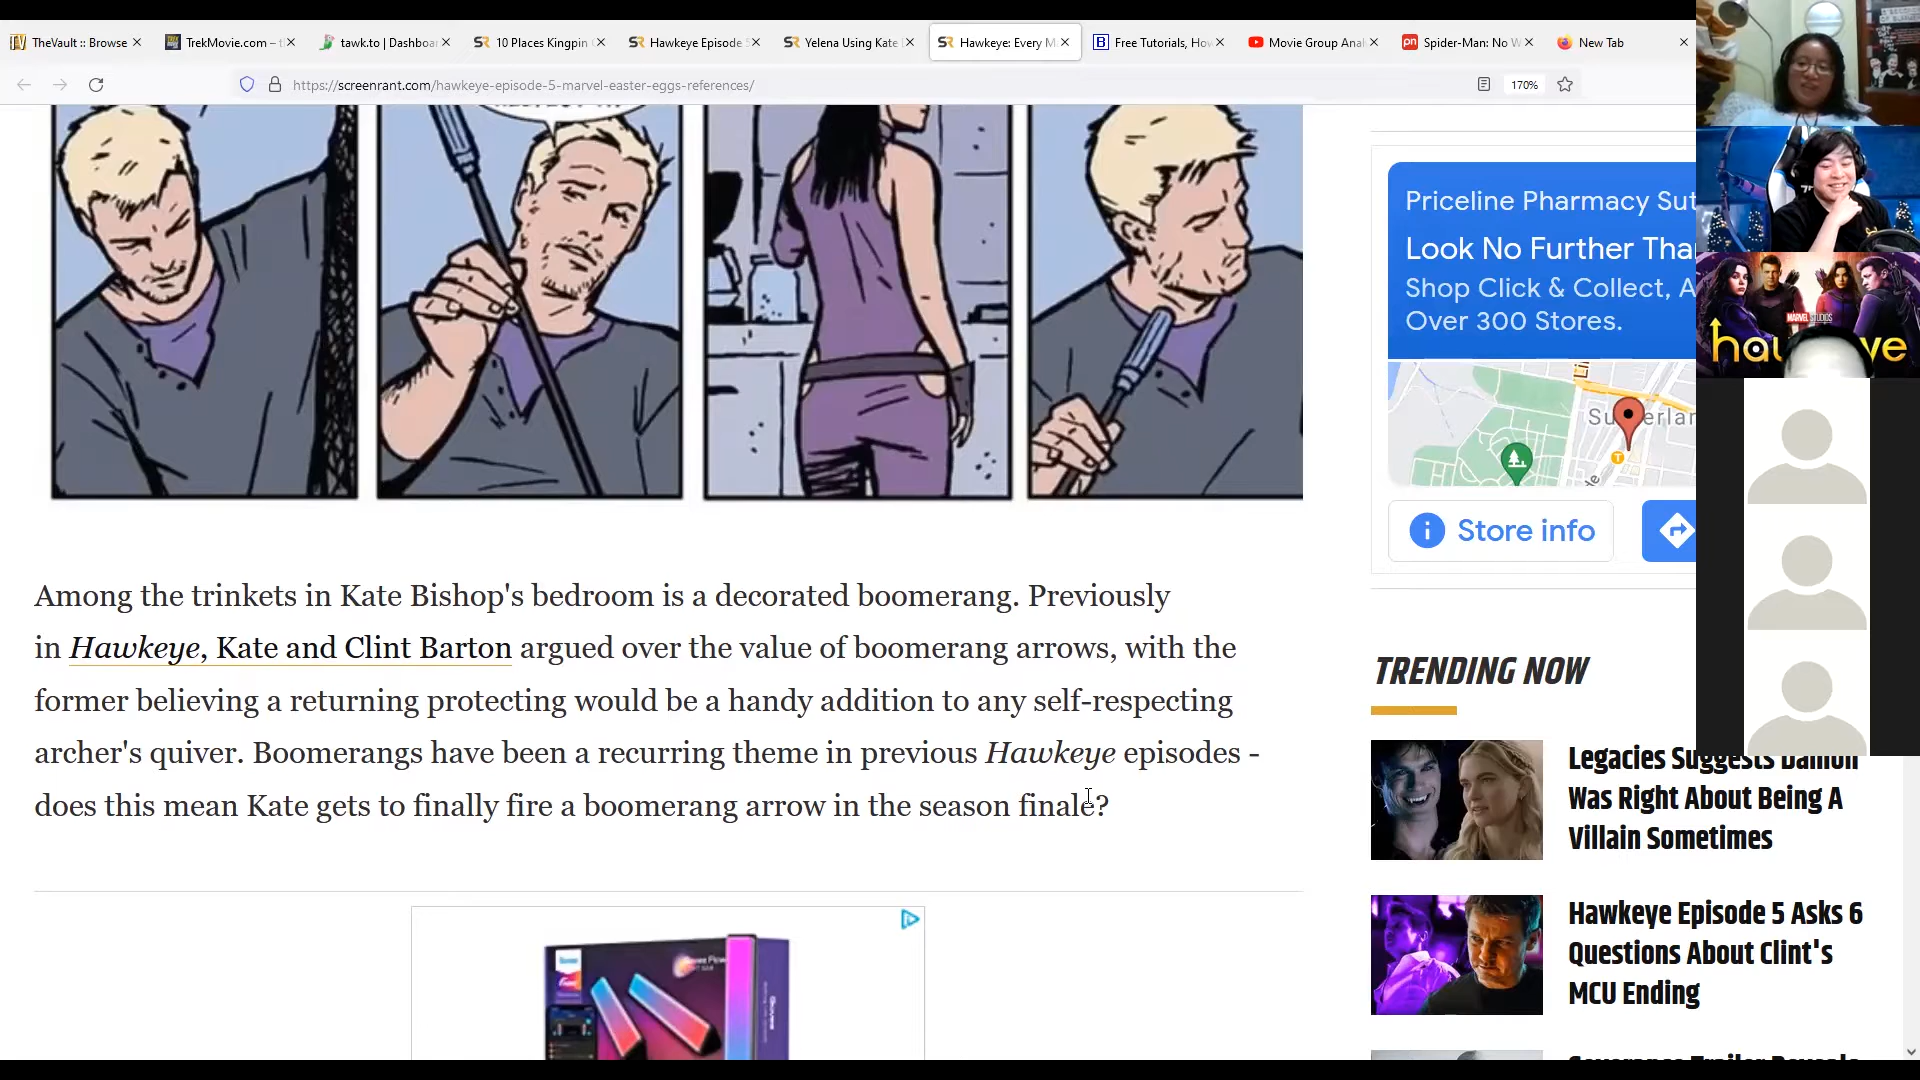 TheVault :: Browse
TrekMovie.com – t
tawk.to | Dashboa
10 Places Kingpin
Hawkeye Episode 5
Yelena Using Kate
Hawkeye: Every M
Free Tutorials, Hov
Movie Group Anal
Spider-Man: No W
New Tab
https://screenrant.com/hawkeye-episode-5-marvel-easter-eggs-references/
170%
Priceline Pharmacy Sut
Look No Further Tha
Shop Click & Collect, A
Over 300 Stores.
MARVEL STUDIOS
Store info
Among the trinkets in Kate Bishop's bedroom is a decorated boomerang. Previously
in Hawkeye, Kate and Clint Barton argued over the value of boomerang arrows, with the
former believing a returning protecting would be a handy addition to any self-respecting
archer's quiver. Boomerangs have been a recurring theme in previous Hawkeye episodes -
does this mean Kate gets to finally fire a boomerang arrow in the season finale?
TRENDING NOW
Legacies Suggests Damon
Was Right About Being A
Villain Sometimes
Hawkeye Episode 5 Asks 6
Questions About Clint's
MCU Ending